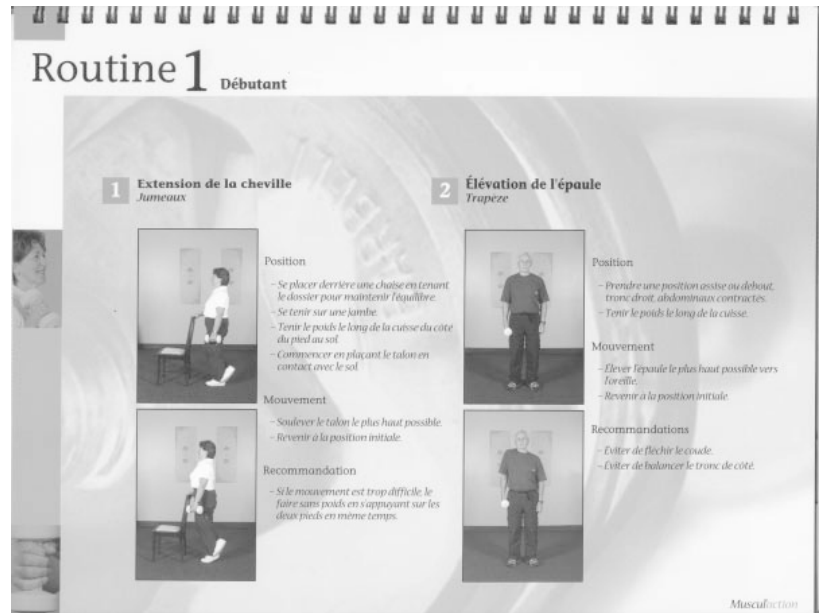 Routine 1 Débutant
1 Extension de la cheville
Jumeaux
Position
– Se placer derrière une chaise en tenant
le dossier pour maintenir l'équilibre.
– Se tenir sur une jambe.
– Tenir le poids le long de la cuisse du côté
du pied au sol.
– Commencer en plaçant le talon en
contact avec le sol.
Mouvement
– Soulever le talon le plus haut possible.
– Revenir à la position initiale.
Recommandation
– Si le mouvement est trop difficile, le
faire sans poids en s'appuyant sur les
deux pieds en même temps.
2 Élévation de l'épaule
Trapèze
Position
– Prendre une position assise ou debout,
tronc droit, abdominaux contractés.
– Tenir le poids le long de la cuisse.
Mouvement
– Élever l'épaule le plus haut possible vers
l'oreille.
– Revenir à la position initiale.
Recommandations
– Éviter de fléchir le coude.
– Éviter de balancer le tronc de côté.
Musculaction